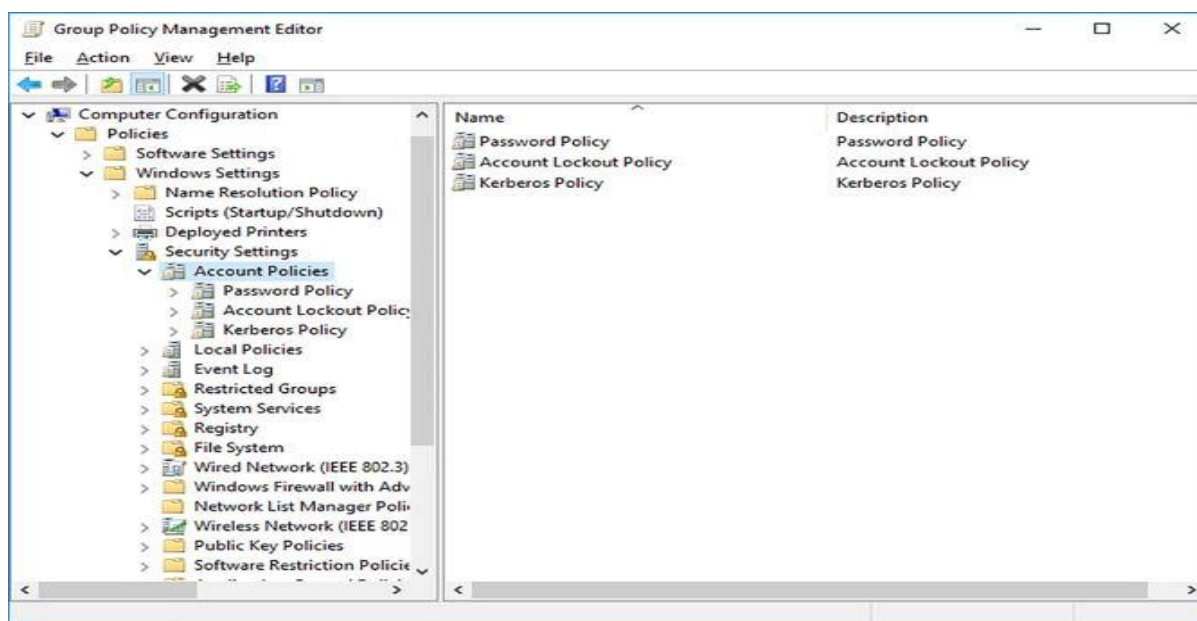 Group Policy Management Editor
File Action View Help
Computer Configuration
Policies
Software Settings
Windows Settings
Name Resolution Policy
Scripts (Startup/Shutdown)
Deployed Printers
Security Settings
Account Policies
Password Policy
Account Lockout Policy
Kerberos Policy
Local Policies
Event Log
Restricted Groups
System Services
Registry
File System
Wired Network (IEEE 802.3)
Windows Firewall with Adv
Network List Manager Poli
Wireless Network (IEEE 802
Public Key Policies
Software Restriction Policie
Name Description
Password Policy Password Policy
Account Lockout Policy Account Lockout Policy
Kerberos Policy Kerberos Policy